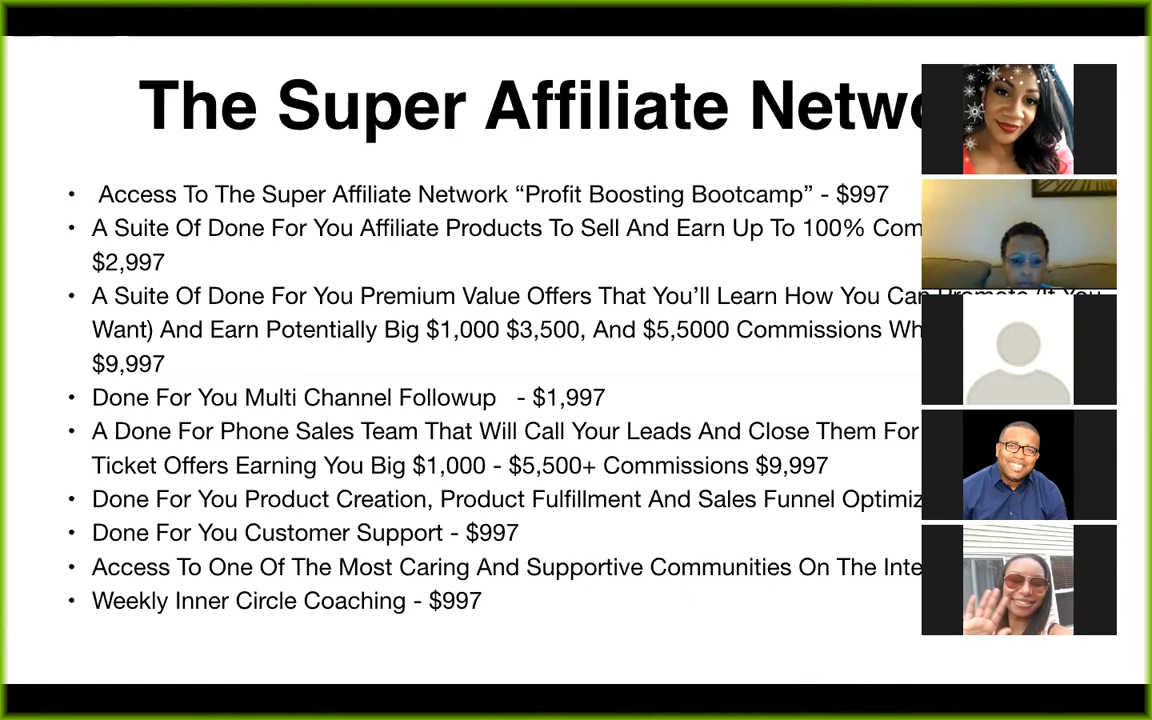 The Super Affiliate Netwo
• Access To The Super Affiliate Network “Profit Boosting Bootcamp” - $997
• A Suite Of Done For You Affiliate Products To Sell And Earn Up To 100% Com
$2,997
• A Suite Of Done For You Premium Value Offers That You’ll Learn How You Can Promote (If You
Want) And Earn Potentially Big $1,000 $3,500, And $5,5000 Commissions Wh
$9,997
• Done For You Multi Channel Followup - $1,997
• A Done For Phone Sales Team That Will Call Your Leads And Close Them For
Ticket Offers Earning You Big $1,000 - $5,500+ Commissions $9,997
• Done For You Product Creation, Product Fulfillment And Sales Funnel Optimiz
• Done For You Customer Support - $997
• Access To One Of The Most Caring And Supportive Communities On The Inte
• Weekly Inner Circle Coaching - $997